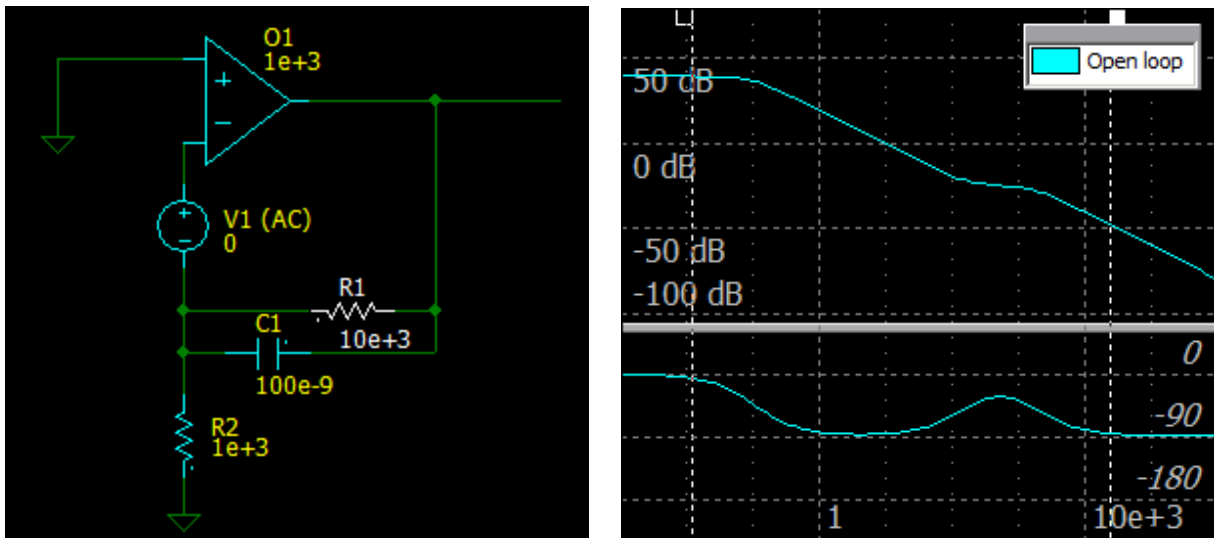 O1
1e+3
+
−
+
−
V1 (AC)
0
R1
10e+3
C1
100e-9
R2
1e+3
Open loop
50 dB
0 dB
-50 dB
-100 dB
0
-90
-180
1
10e+3